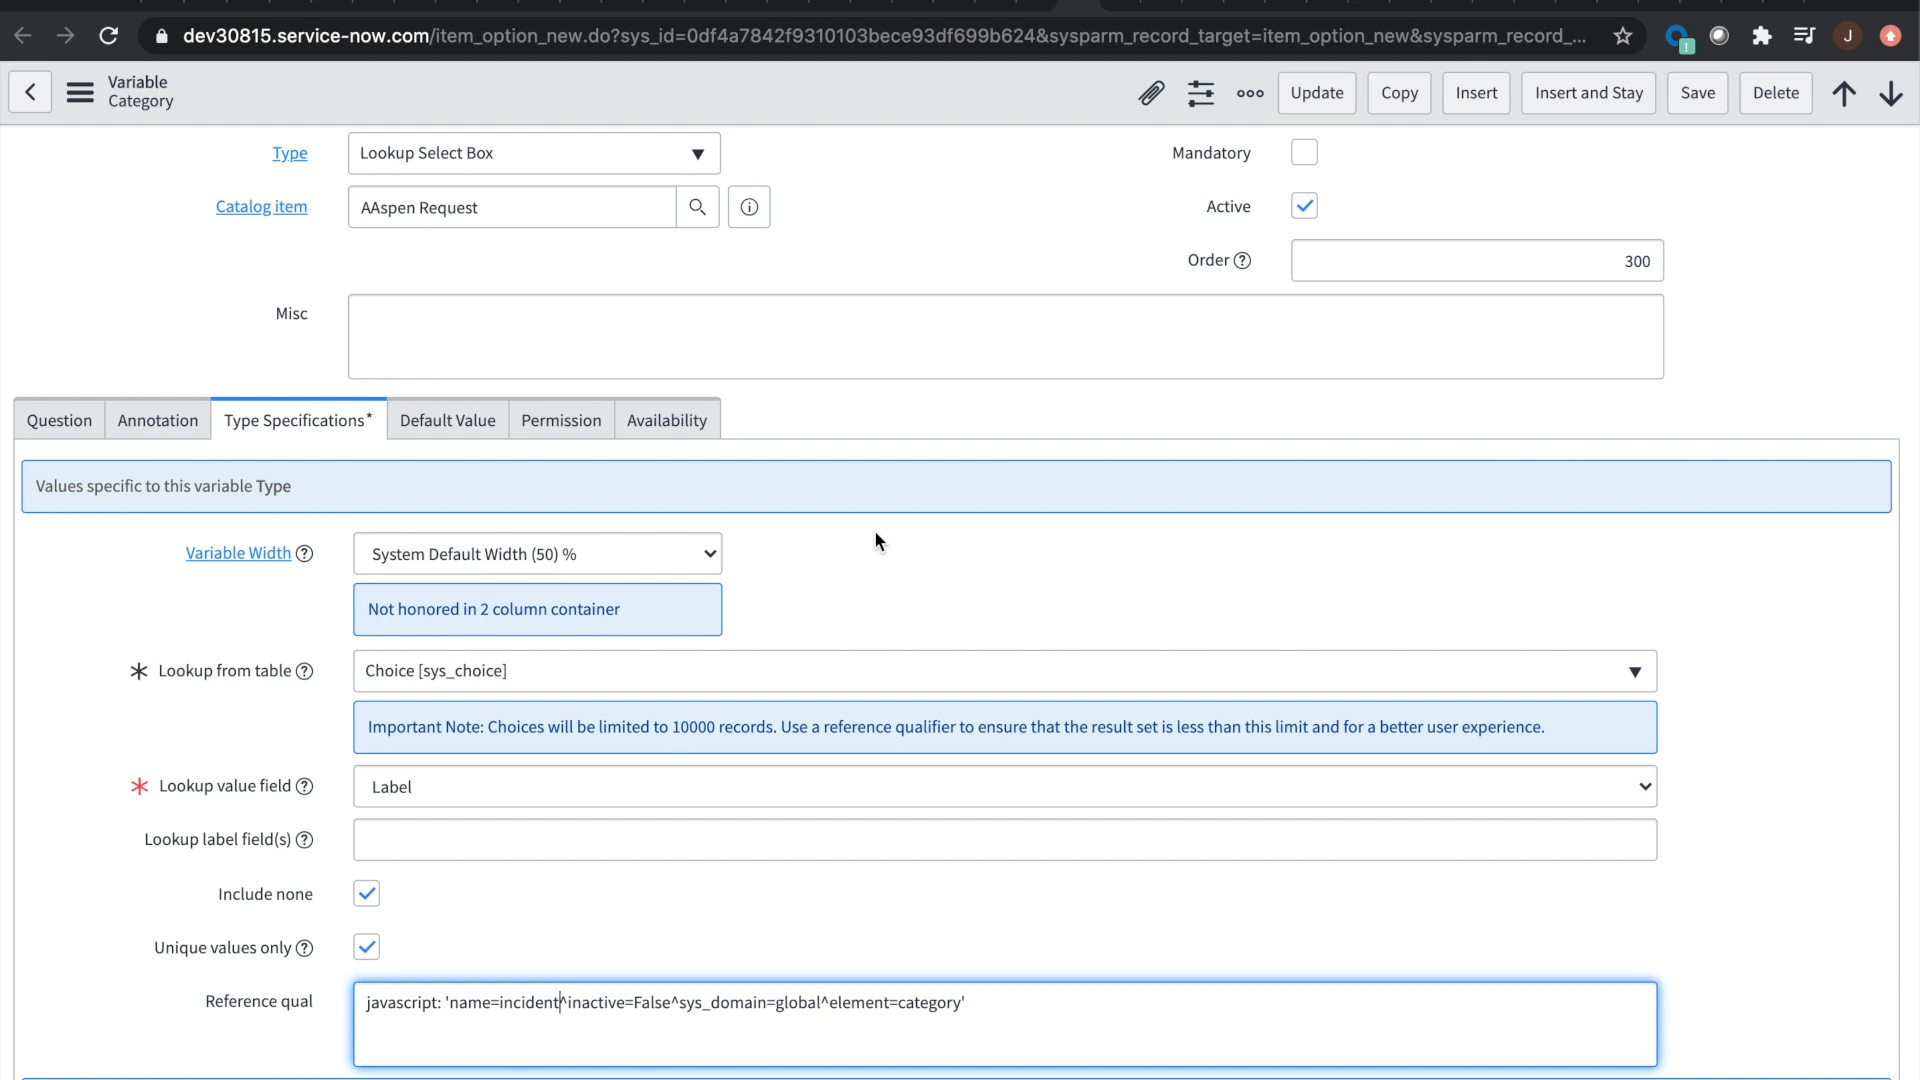 dev30815.service-now.com/item_option_new.do?sys_id=0df4a7842f9310103bece93df699b624&sysparm_record_target=item_option_new&sysparm_record_...
J
Variable
Category
Update
Copy
Insert
Insert and Stay
Save
Delete
Type
Lookup Select Box
Mandatory
Catalog item
AAspen Request
Active
Order
300
Misc
Question
Annotation
Type Specifications*
Default Value
Permission
Availability
Values specific to this variable Type
Variable Width
System Default Width (50) %
Not honored in 2 column container
Lookup from table
Choice [sys_choice]
Important Note: Choices will be limited to 10000 records. Use a reference qualifier to ensure that the result set is less than this limit and for a better user experience.
Lookup value field
Label
Lookup label field(s)
Include none
Unique values only
Reference qual
javascript: 'name=incident^inactive=False^sys_domain=global^element=category'